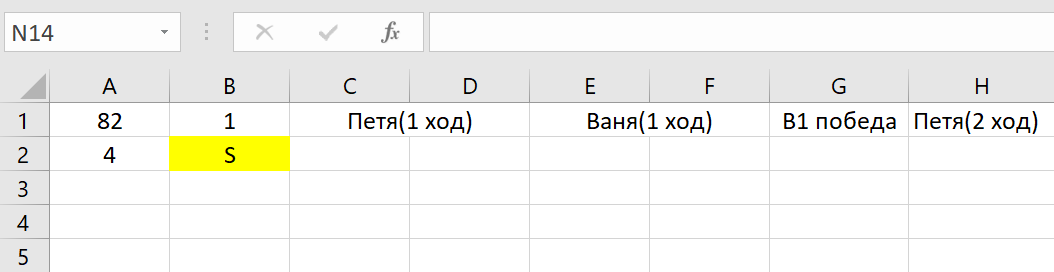 N14 fx
A B C D E F G H
1 82 1 Петя(1 ход) Ваня(1 ход) В1 победа Петя(2 ход)
2 4 S
3
4
5